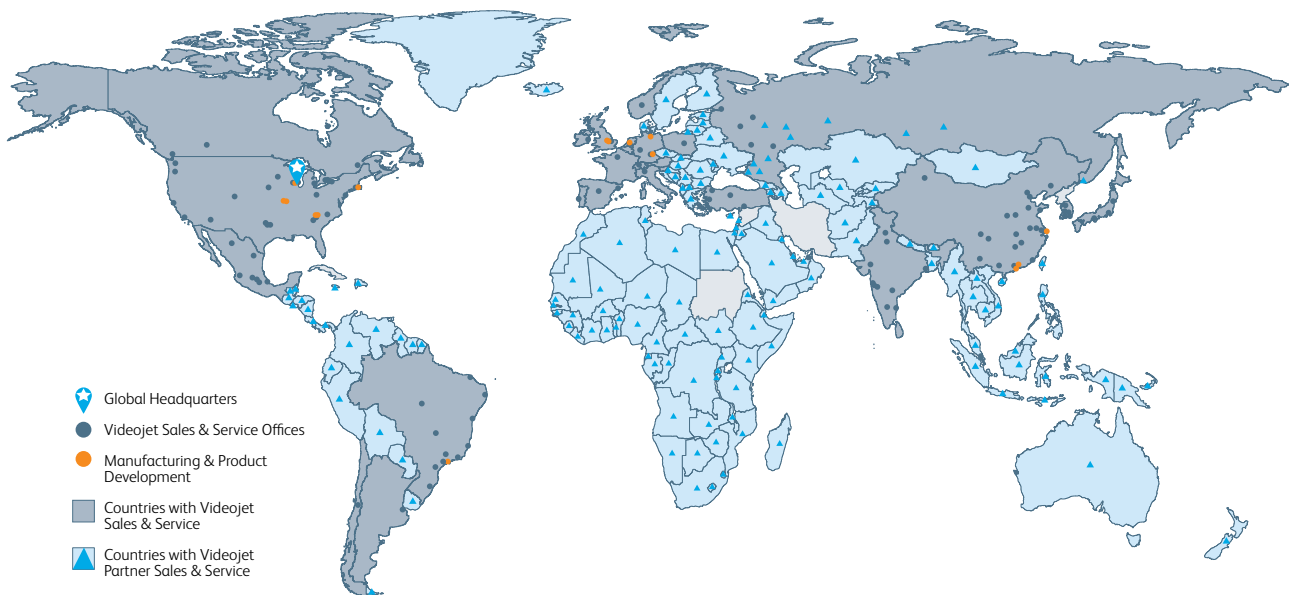 Global Headquarters
Videojet Sales & Service Offices
Manufacturing & Product
Development
Countries with Videojet
Sales & Service
Countries with Videojet
Partner Sales & Service